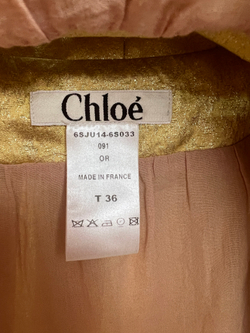 Chloé
6SJU14-6S033
091
OR
MADE IN FRANCE
T 36